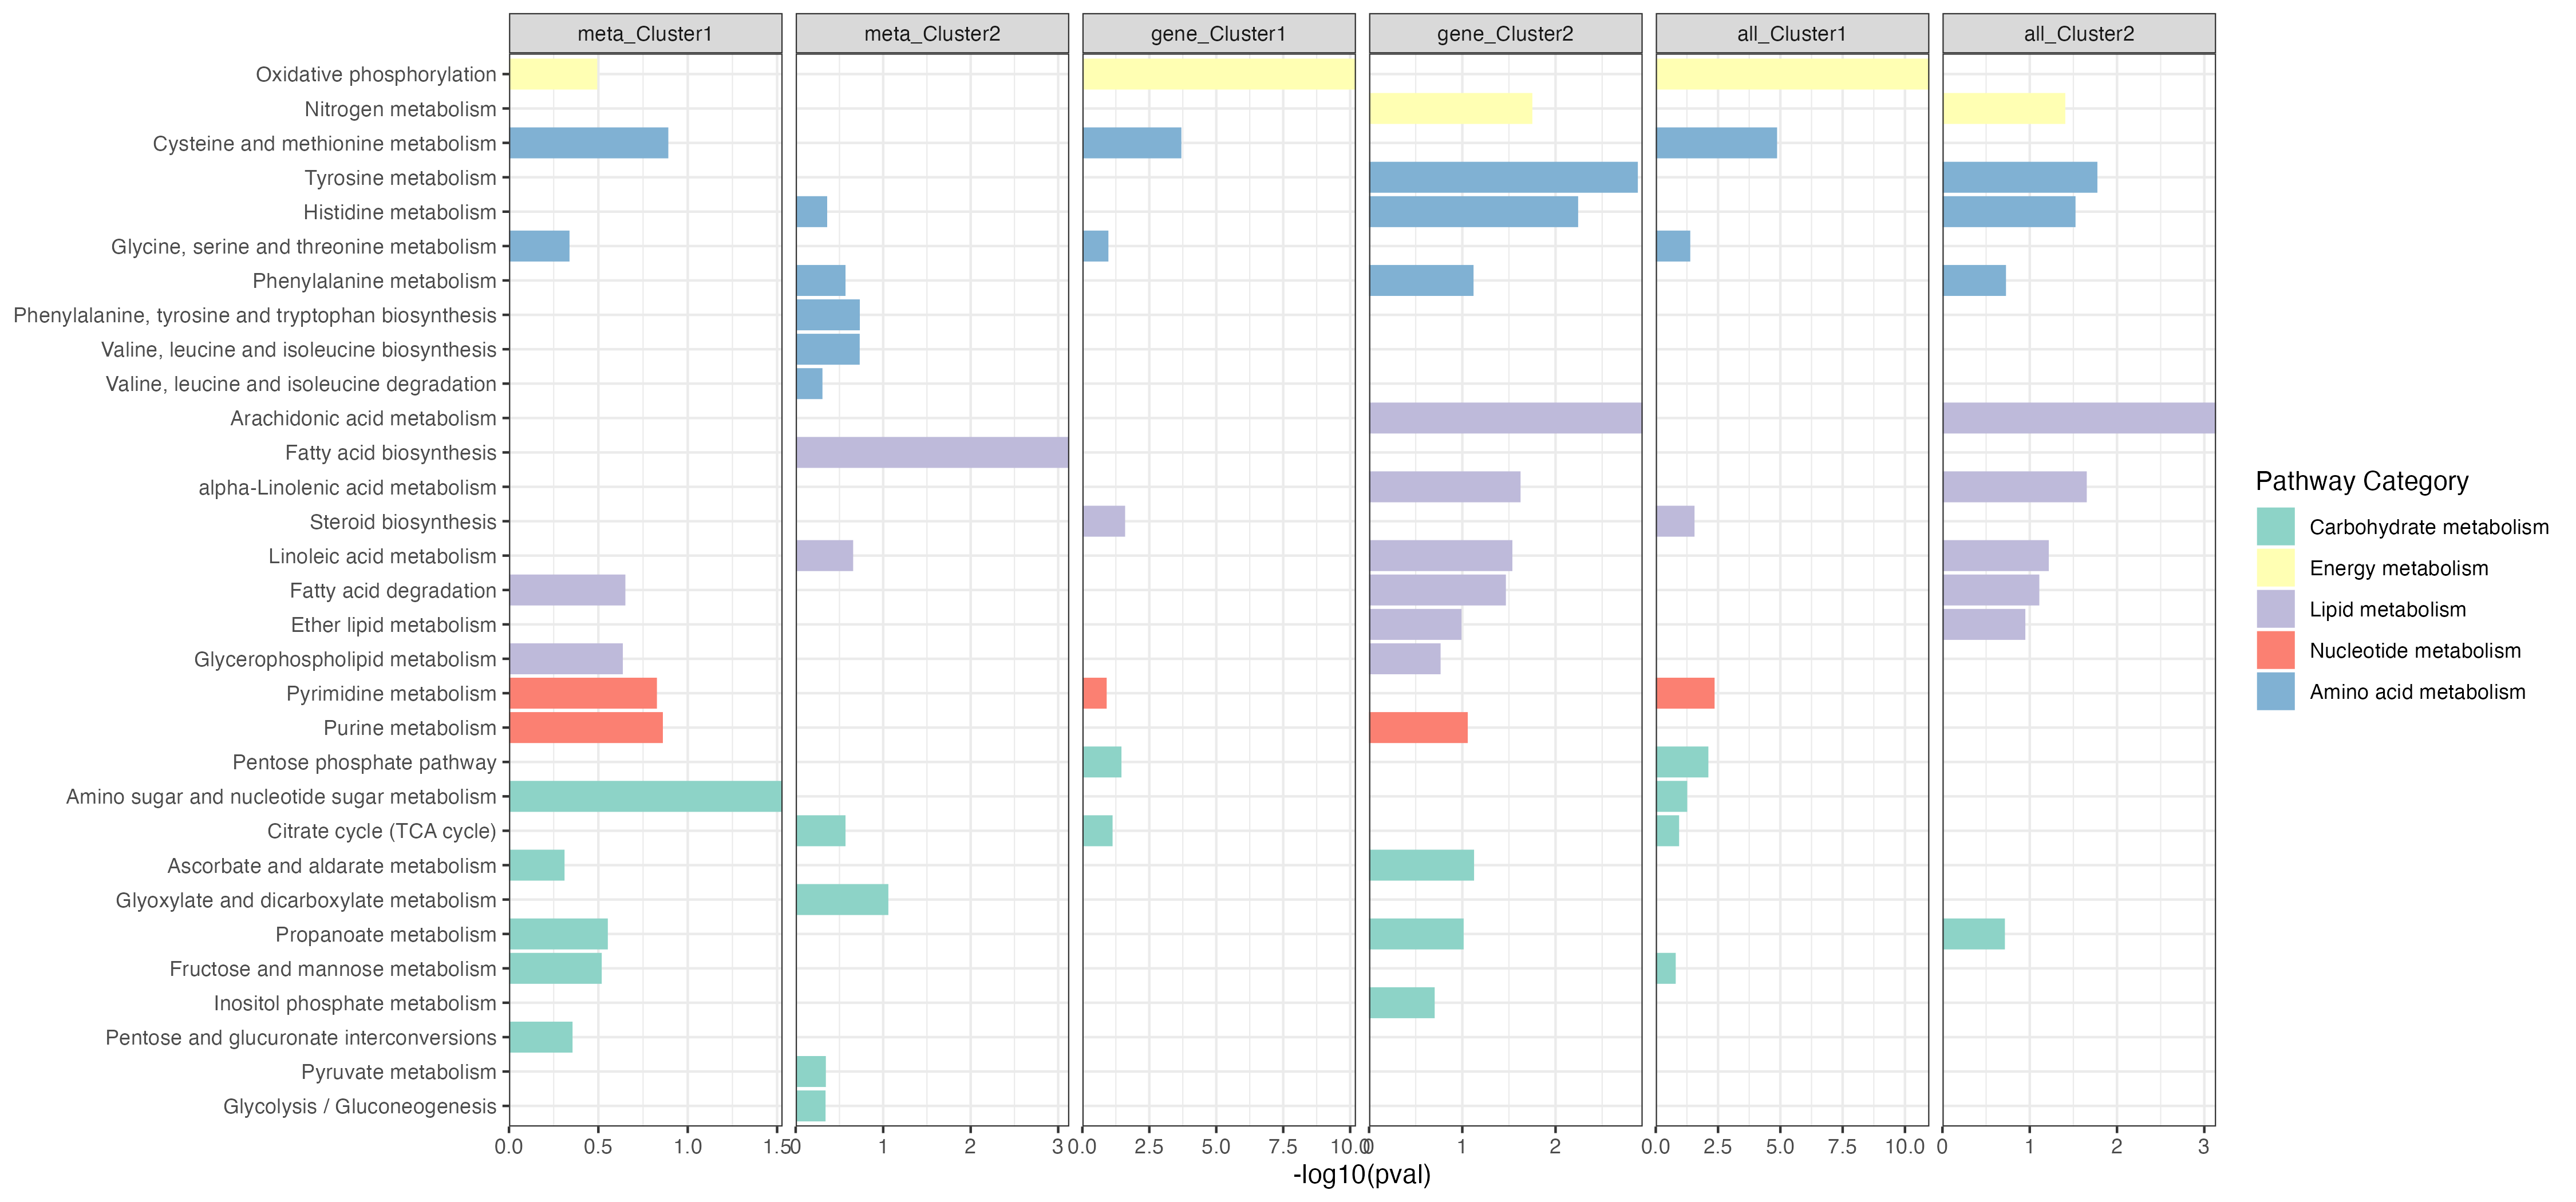 meta_Cluster1 meta_Cluster2 gene_Cluster1 gene_Cluster2 all_Cluster1 all_Cluster2
Oxidative phosphorylation
Nitrogen metabolism
Cysteine and methionine metabolism
Tyrosine metabolism
Histidine metabolism
Glycine, serine and threonine metabolism
Phenylalanine metabolism
Phenylalanine, tyrosine and tryptophan biosynthesis
Valine, leucine and isoleucine biosynthesis
Valine, leucine and isoleucine degradation
Arachidonic acid metabolism
Fatty acid biosynthesis
alpha-Linolenic acid metabolism
Steroid biosynthesis
Linoleic acid metabolism
Fatty acid degradation
Ether lipid metabolism
Glycerophospholipid metabolism
Pyrimidine metabolism
Purine metabolism
Pentose phosphate pathway
Amino sugar and nucleotide sugar metabolism
Citrate cycle (TCA cycle)
Ascorbate and aldarate metabolism
Glyoxylate and dicarboxylate metabolism
Propanoate metabolism
Fructose and mannose metabolism
Inositol phosphate metabolism
Pentose and glucuronate interconversions
Pyruvate metabolism
Glycolysis / Gluconeogenesis
0.0 0.5 1.0 1.5 0 1 2 3 0.0 2.5 5.0 7.5 10.0 0 1 2 0.0 2.5 5.0 7.5 10.0 0 1 2 3
-log10(pval)
Pathway Category
Carbohydrate metabolism
Energy metabolism
Lipid metabolism
Nucleotide metabolism
Amino acid metabolism